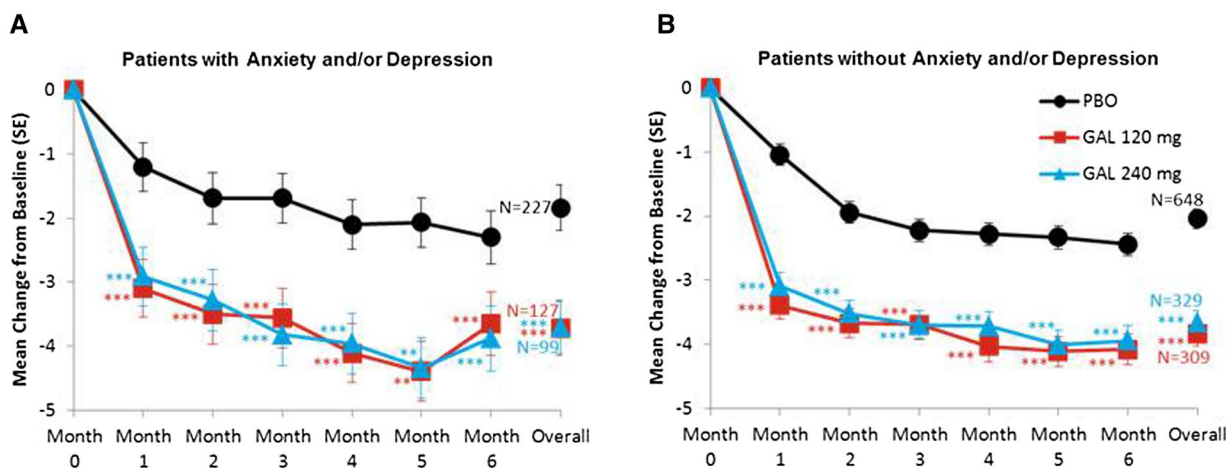 A
Patients with Anxiety and/or Depression
Mean Change from Baseline (SE)
0
-1
-2
-3
-4
-5
N=227
***
***
***
***
***
***
***
***
**
**
***
***
N=127
***
***
N=99
Month 0
Month 1
Month 2
Month 3
Month 4
Month 5
Month 6
Overall
B
Patients without Anxiety and/or Depression
Mean Change from Baseline (SE)
0
-1
-2
-3
-4
-5
PBO
GAL 120 mg
GAL 240 mg
N=648
***
***
***
***
***
***
***
***
***
***
***
***
N=329
***
***
N=309
Month 0
Month 1
Month 2
Month 3
Month 4
Month 5
Month 6
Overall